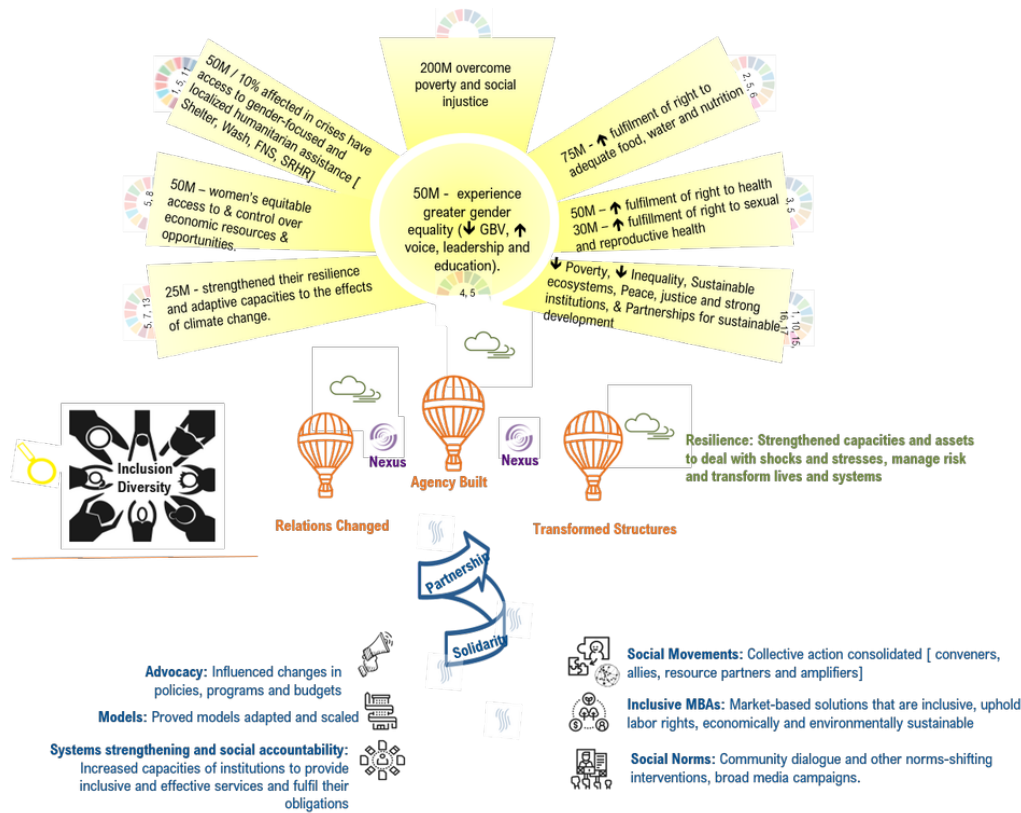 200M overcome
poverty and social
injustice
50M / 10% affected in crises have
access to gender-focused and
localized humanitarian assistance [
Shelter, Wash, FNS, SRHR]
1, 5, 11
50M – women's equitable
access to & control over
economic resources &
opportunities.
5, 8
25M - strengthened their resilience
and adaptive capacities to the effects
of climate change.
5, 7, 13
50M - experience
greater gender
equality (↓ GBV, ↑
voice, leadership and
education).
4, 5
75M - ↑ fulfilment of right to
adequate food, water and nutrition
2, 5, 6
50M – ↑ fulfilment of right to health
30M – ↑ fulfillment of right to sexual
and reproductive health
3, 5
↓ Poverty, ↓ Inequality, Sustainable
ecosystems, Peace, justice and strong
institutions, & Partnerships for sustainable
development
1, 10, 15,
16, 17
Inclusion
Diversity
Nexus
Nexus
Relations Changed
Agency Built
Transformed Structures
Resilience: Strengthened capacities and assets
to deal with shocks and stresses, manage risk
and transform lives and systems
Partnership
Solidarity
Advocacy: Influenced changes in
policies, programs and budgets
Models: Proved models adapted and scaled
Systems strengthening and social accountability:
Increased capacities of institutions to provide
inclusive and effective services and fulfil their
obligations
Social Movements: Collective action consolidated [ conveners,
allies, resource partners and amplifiers]
Inclusive MBAs: Market-based solutions that are inclusive, uphold
labor rights, economically and environmentally sustainable
Social Norms: Community dialogue and other norms-shifting
interventions, broad media campaigns.